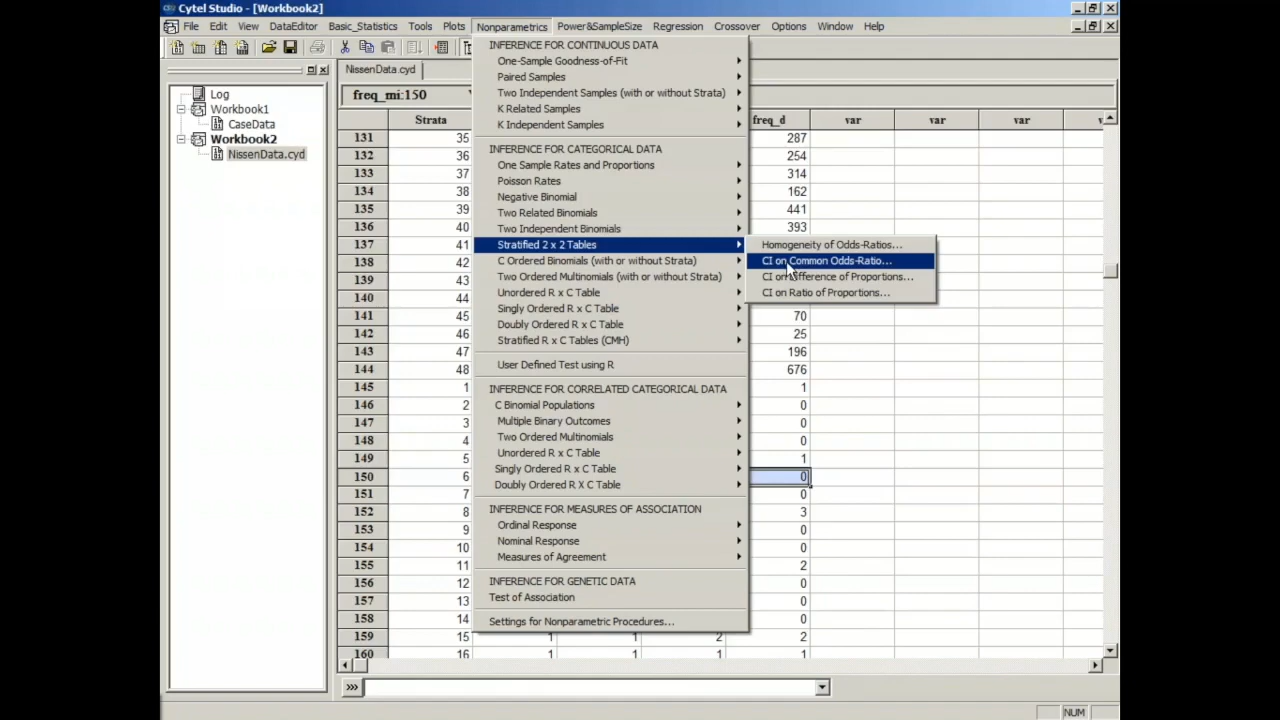 Cytel Studio - [Workbook2]
File Edit View DataEditor Basic_Statistics Tools Plots Nonparametrics Power&SampleSize Regression Crossover Options Window Help
NissenData.cyd
freq_mi:150
Log
Workbook1
CaseData
Workbook2
NissenData.cyd
Strata freq_d var var var
131 35 287
132 36 254
133 37 314
134 38 162
135 39 441
136 40 393
137 41
138 42
139 43
140 44
141 45 70
142 46 25
143 47 196
144 48 676
145 1 1
146 2 0
147 3 0
148 4 0
149 5 1
150 6 0
151 7 0
152 8 3
153 9 0
154 10 0
155 11 2
156 12 0
157 13 0
158 14 0
159 15 1 1 2 2
160 16 1 1 1 1
INFERENCE FOR CONTINUOUS DATA
One-Sample Goodness-of-Fit
Paired Samples
Two Independent Samples (with or without Strata)
K Related Samples
K Independent Samples
INFERENCE FOR CATEGORICAL DATA
One Sample Rates and Proportions
Poisson Rates
Negative Binomial
Two Related Binomials
Two Independent Binomials
Stratified 2 x 2 Tables
C Ordered Binomials (with or without Strata)
Two Ordered Multinomials (with or without Strata)
Unordered R x C Table
Singly Ordered R x C Table
Doubly Ordered R x C Table
Stratified R x C Tables (CMH)
User Defined Test using R
INFERENCE FOR CORRELATED CATEGORICAL DATA
C Binomial Populations
Multiple Binary Outcomes
Two Ordered Multinomials
Unordered R x C Table
Singly Ordered R x C Table
Doubly Ordered R X C Table
INFERENCE FOR MEASURES OF ASSOCIATION
Ordinal Response
Nominal Response
Measures of Agreement
INFERENCE FOR GENETIC DATA
Test of Association
Settings for Nonparametric Procedures...
Homogeneity of Odds-Ratios...
CI on Common Odds-Ratio...
CI on Difference of Proportions...
CI on Ratio of Proportions...
NUM